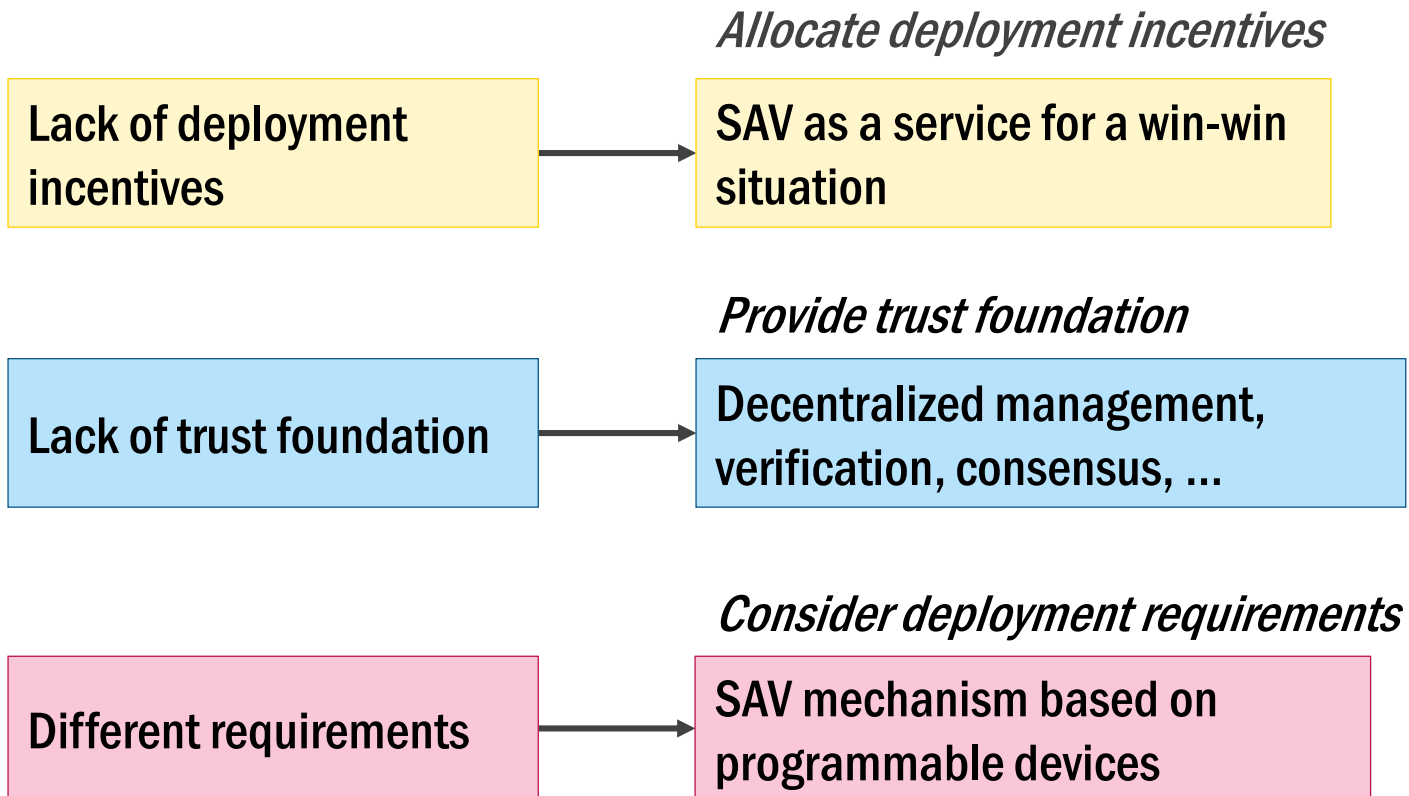 Allocate deployment incentives
Lack of deployment
incentives
SAV as a service for a win-win
situation
Provide trust foundation
Lack of trust foundation
Decentralized management,
verification, consensus, ...
Consider deployment requirements
Different requirements
SAV mechanism based on
programmable devices